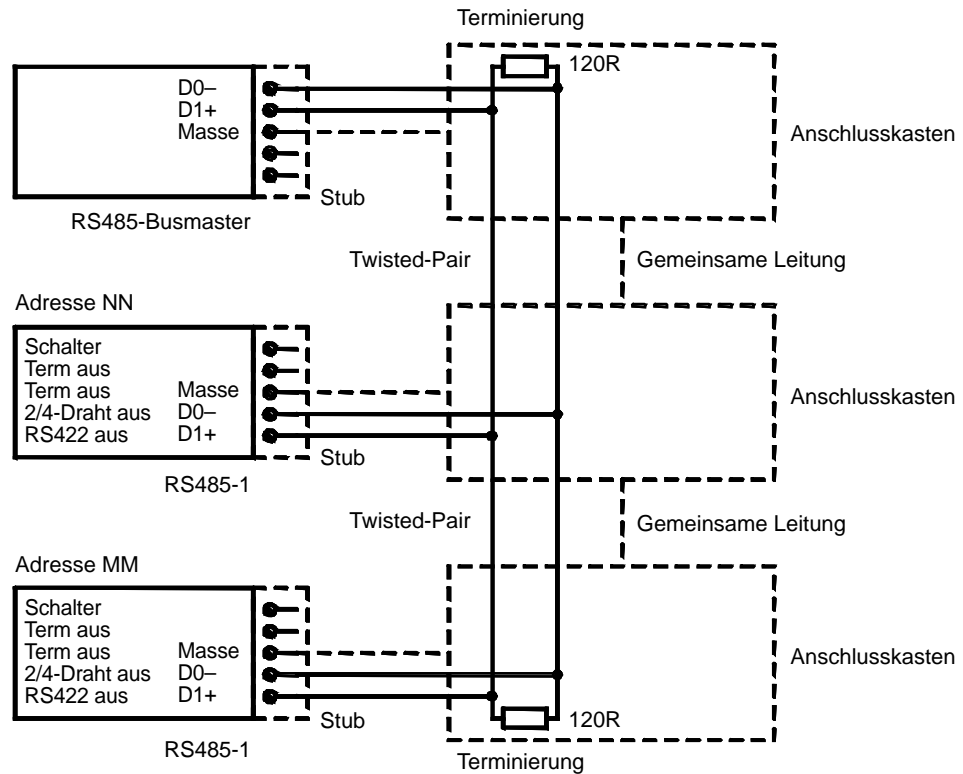 Terminierung
120R
D0–
D1+
Masse
Anschlusskasten
Stub
RS485-Busmaster
Twisted-Pair
Gemeinsame Leitung
Adresse NN
Schalter
Term aus
Term aus Masse
2/4-Draht aus D0–
RS422 aus D1+
Anschlusskasten
Stub
RS485-1
Twisted-Pair
Gemeinsame Leitung
Adresse MM
Schalter
Term aus
Term aus Masse
2/4-Draht aus D0–
RS422 aus D1+
Anschlusskasten
Stub
120R
RS485-1
Terminierung